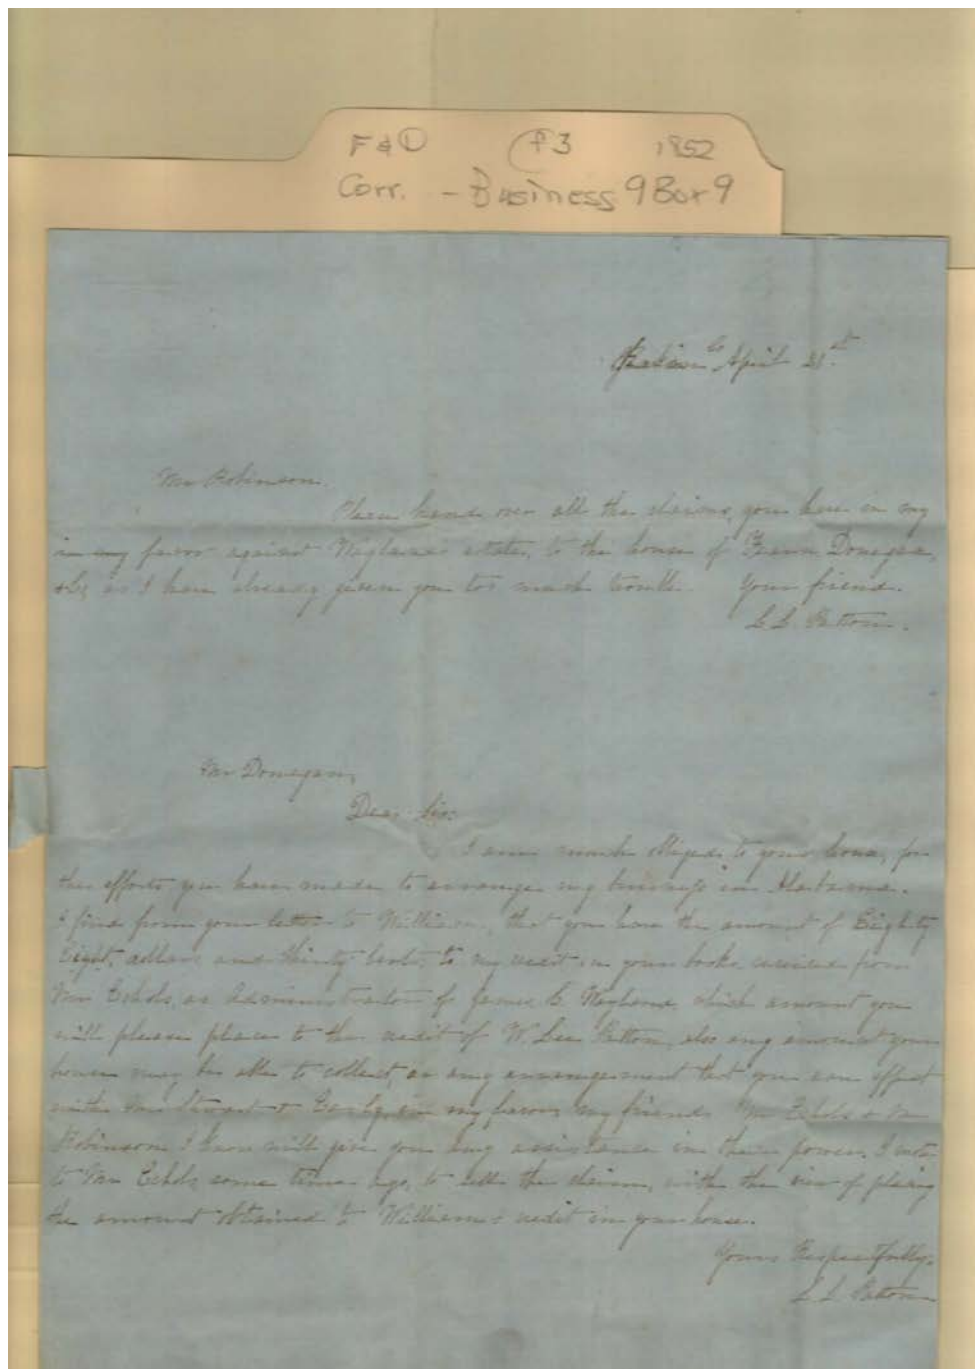 F & D f3 1852
Corr. - Business 9 Box 9
Co April 21st
Mr Robinson.
Please hand over all the claims, you have in my
in my favor against estate, to the house of Fearn Donegan,
& Co, as I have already given you too much trouble. Your friend.
L L Patton.
Mr Donegan,
Dear Sir:
I am much obliged to your house, for
the efforts you have made to arrange my business in Alabama.
I find from your letter to William, that you have the amount of Eighty
Eight, dollars and thirty Cents, to my credit in your books received from
Mr Echols, as Administrator of James C which amount you
will please place to the credit of W. Lee Patton, also any amount your
house may be able to collect, or any arrangement that you can effect
with Mr Stewart & in my favor, my friends Mr Echols & Mr
Robinson I know will give you any assistance in their power. I wrote
to Mr Echols some time ago, to sell the claim, with the view of placing
the amount obtained to William's credit in your house.
Yours Respectfully,
L L Patton